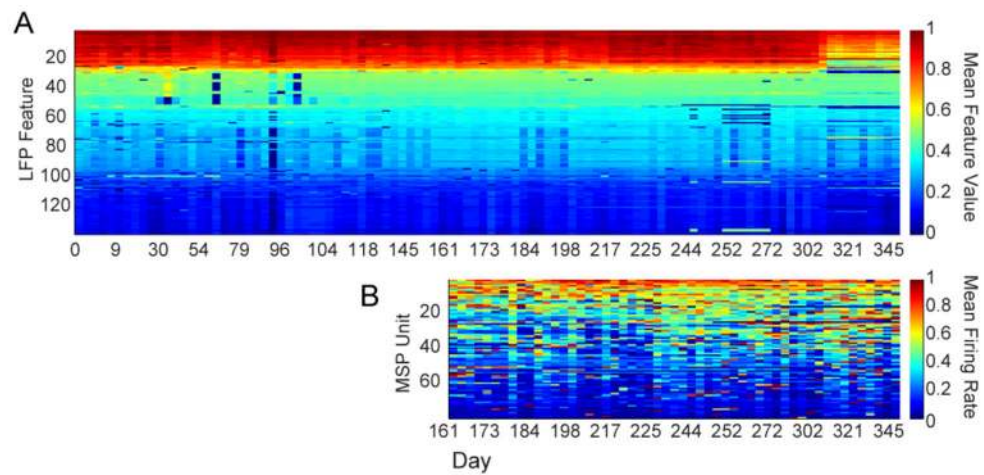 A
LFP Feature
20
40
60
80
100
120
0 9 30 54 79 96 104 118 145 161 173 184 198 217 235 244 252 272 302 321 345
1
0.8
0.6
0.4
0.2
0
Mean Feature Value
B
MSP Unit
20
40
60
161 173 184 198 217 235 244 252 272 302 321 345
Day
1
0.8
0.6
0.4
0.2
0
Mean Firing Rate